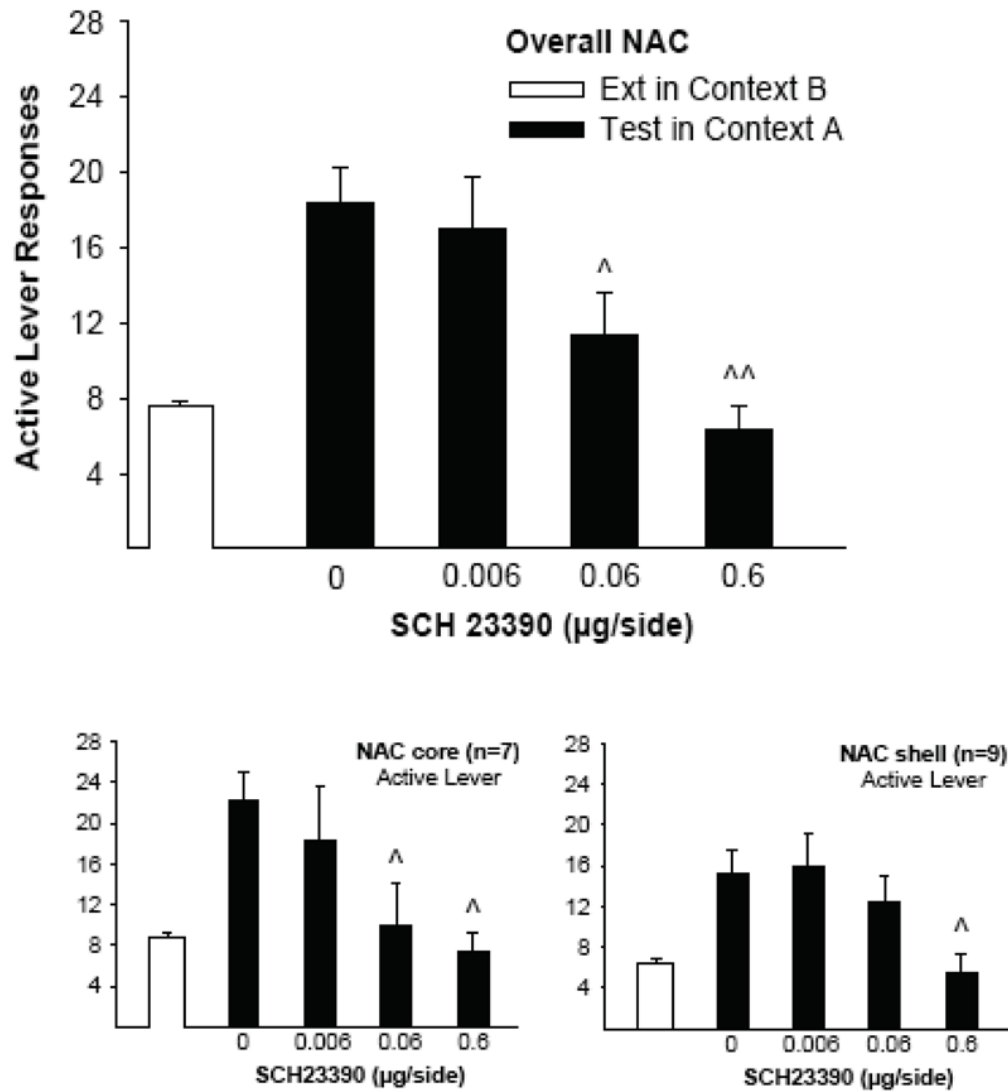 Overall NAC
Ext in Context B
Test in Context A
Active Lever Responses
28
24
20
16
12
8
4
^
^^
0 0.006 0.06 0.6
SCH 23390 (µg/side)
NAC core (n=7)
Active Lever
28
24
20
16
12
8
4
^
^
0 0.006 0.06 0.6
SCH23390 (µg/side)
NAC shell (n=9)
Active Lever
28
24
20
16
12
8
4
^
0 0.006 0.06 0.6
SCH23390 (µg/side)